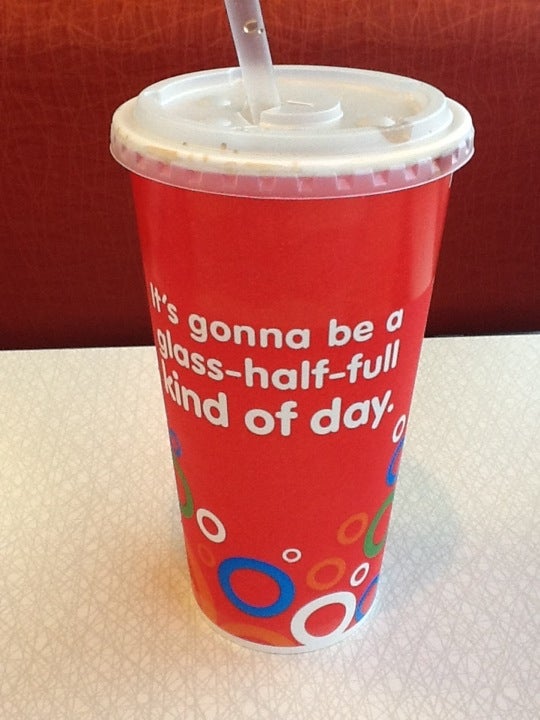 It's gonna be a
glass-half-full
kind of day.